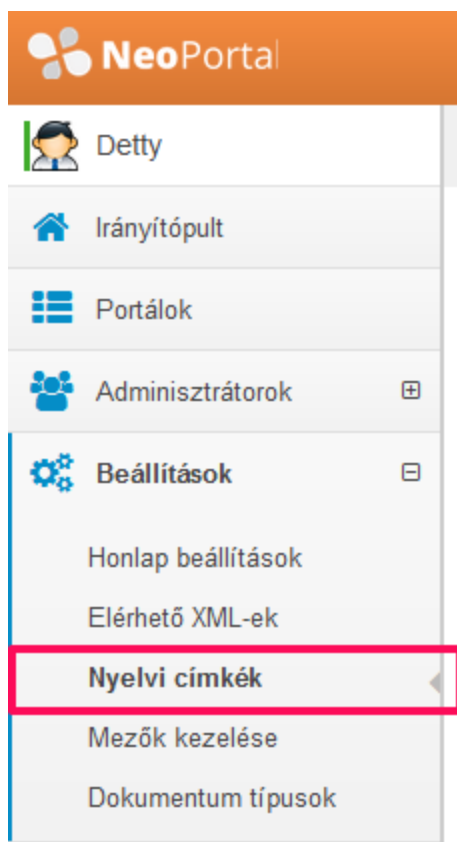 NeoPortal
Detty
Irányítópult
Portálok
Adminisztrátorok
Beállítások
Honlap beállítások
Elérhető XML-ek
Nyelvi címkék
Mezők kezelése
Dokumentum típusok